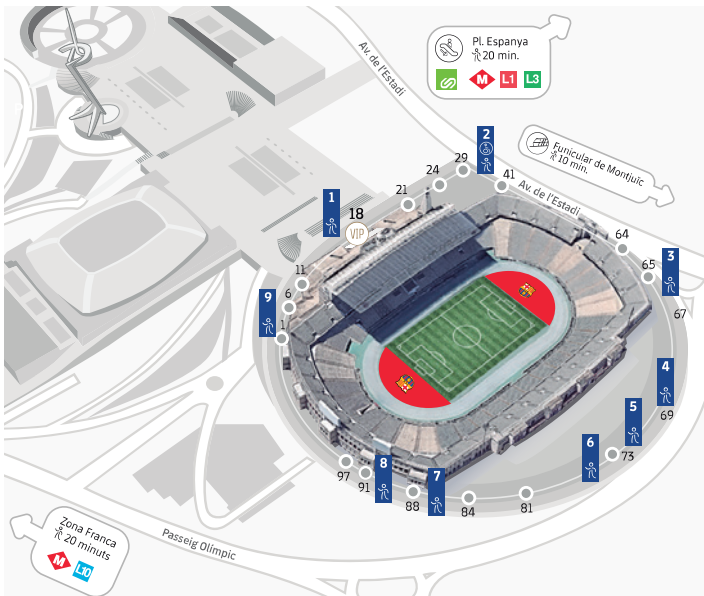 Av. de l'Estadi
Pl. Espanya
20 min.
M L1 L3
Funicular de Montjuïc
10 min.
2
29
24
41
Av. de l'Estadi
21
1
18
VIP
64
3
65
11
9
6
1
67
4
69
5
6
73
97
91
8
7
88
84
81
Zona Franca
20 minuts
M L10
Passeig Olímpic